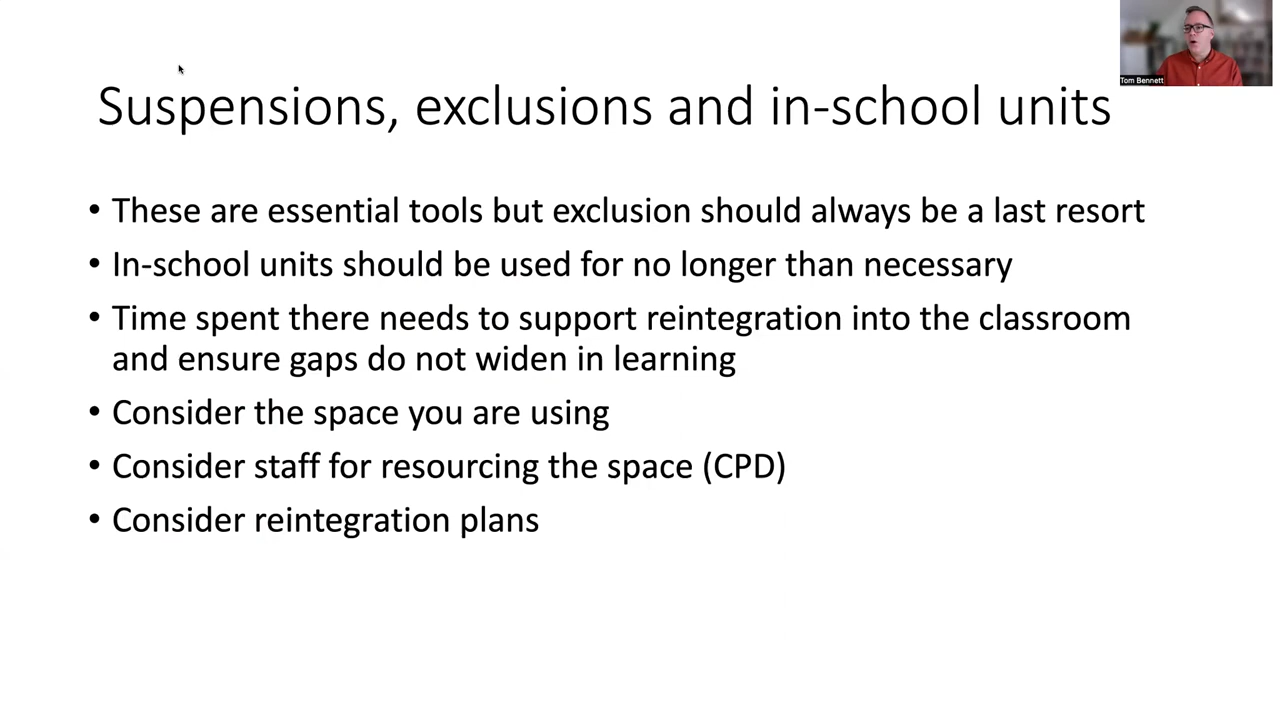 Tom Bennett
Suspensions, exclusions and in-school units
• These are essential tools but exclusion should always be a last resort
• In-school units should be used for no longer than necessary
• Time spent there needs to support reintegration into the classroom
and ensure gaps do not widen in learning
• Consider the space you are using
• Consider staff for resourcing the space (CPD)
• Consider reintegration plans